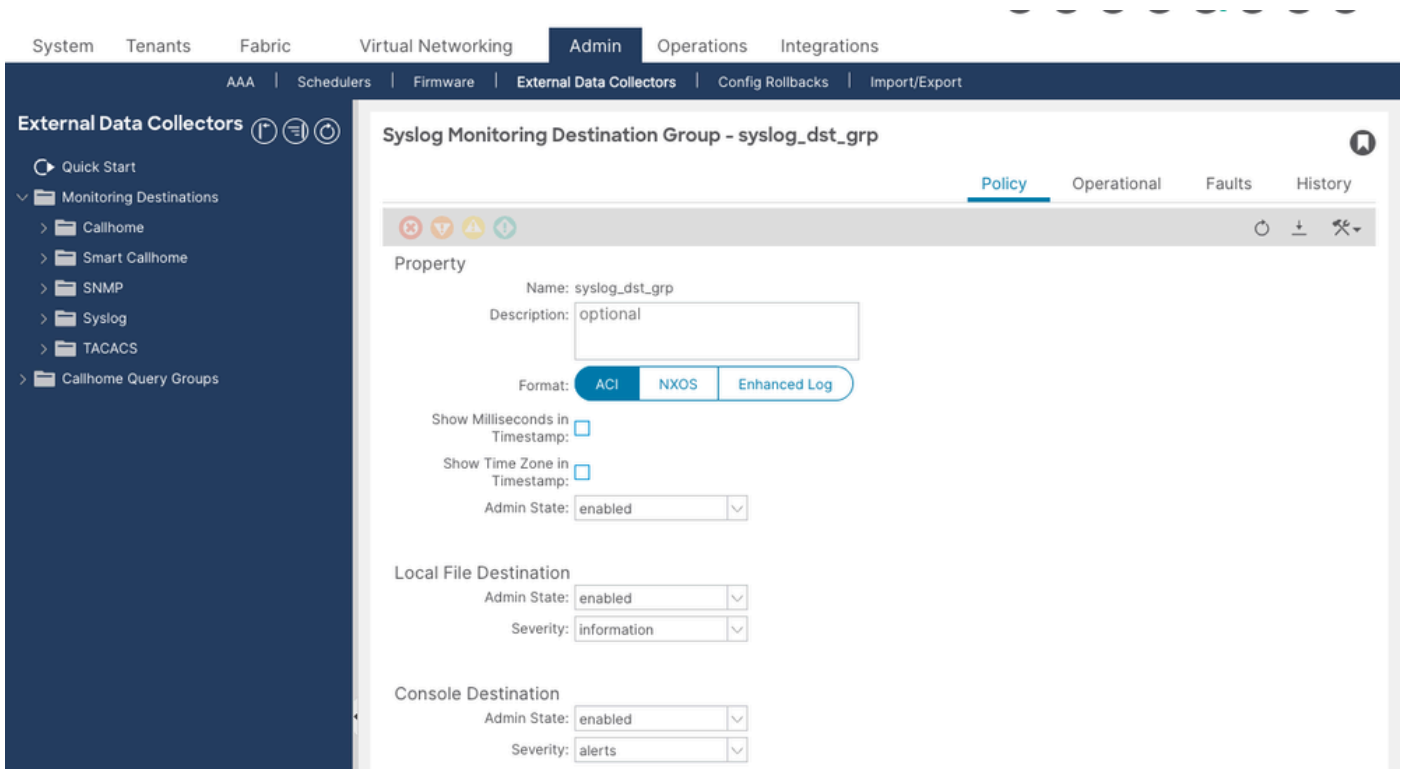 System Tenants Fabric Virtual Networking Admin Operations Integrations
AAA | Schedulers | Firmware | External Data Collectors | Config Rollbacks | Import/Export
External Data Collectors
Quick Start
Monitoring Destinations
Callhome
Smart Callhome
SNMP
Syslog
TACACS
Callhome Query Groups
Syslog Monitoring Destination Group - syslog_dst_grp
Policy Operational Faults History
Property
Name: syslog_dst_grp
Description: optional
Format: ACI NXOS Enhanced Log
Show Milliseconds in
Timestamp:
Show Time Zone in
Timestamp:
Admin State: enabled
Local File Destination
Admin State: enabled
Severity: information
Console Destination
Admin State: enabled
Severity: alerts